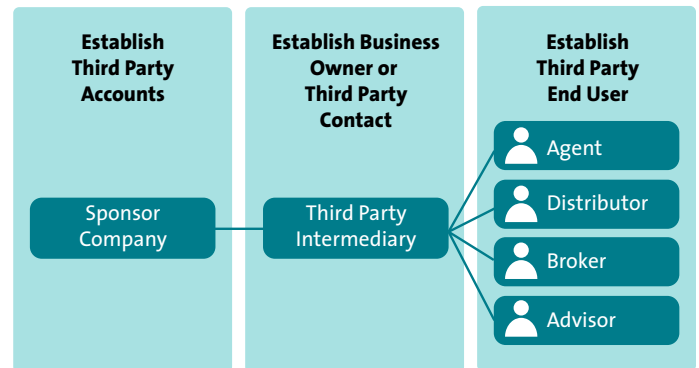 Establish
Third Party
Accounts
Establish Business
Owner or
Third Party
Contact
Establish
Third Party
End User
Sponsor
Company
Third Party
Intermediary
Agent
Distributor
Broker
Advisor